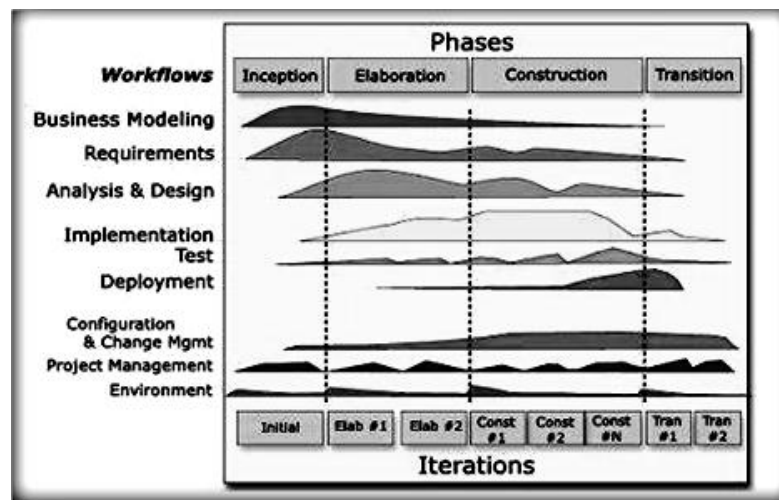 Phases
Workflows
Inception
Elaboration
Construction
Transition
Business Modeling
Requirements
Analysis & Design
Implementation
Test
Deployment
Configuration
& Change Mgmt
Project Management
Environment
Initial
Elab #1
Elab #2
Const
#1
Const
#2
Const
#N
Tran
#1
Tran
#2
Iterations